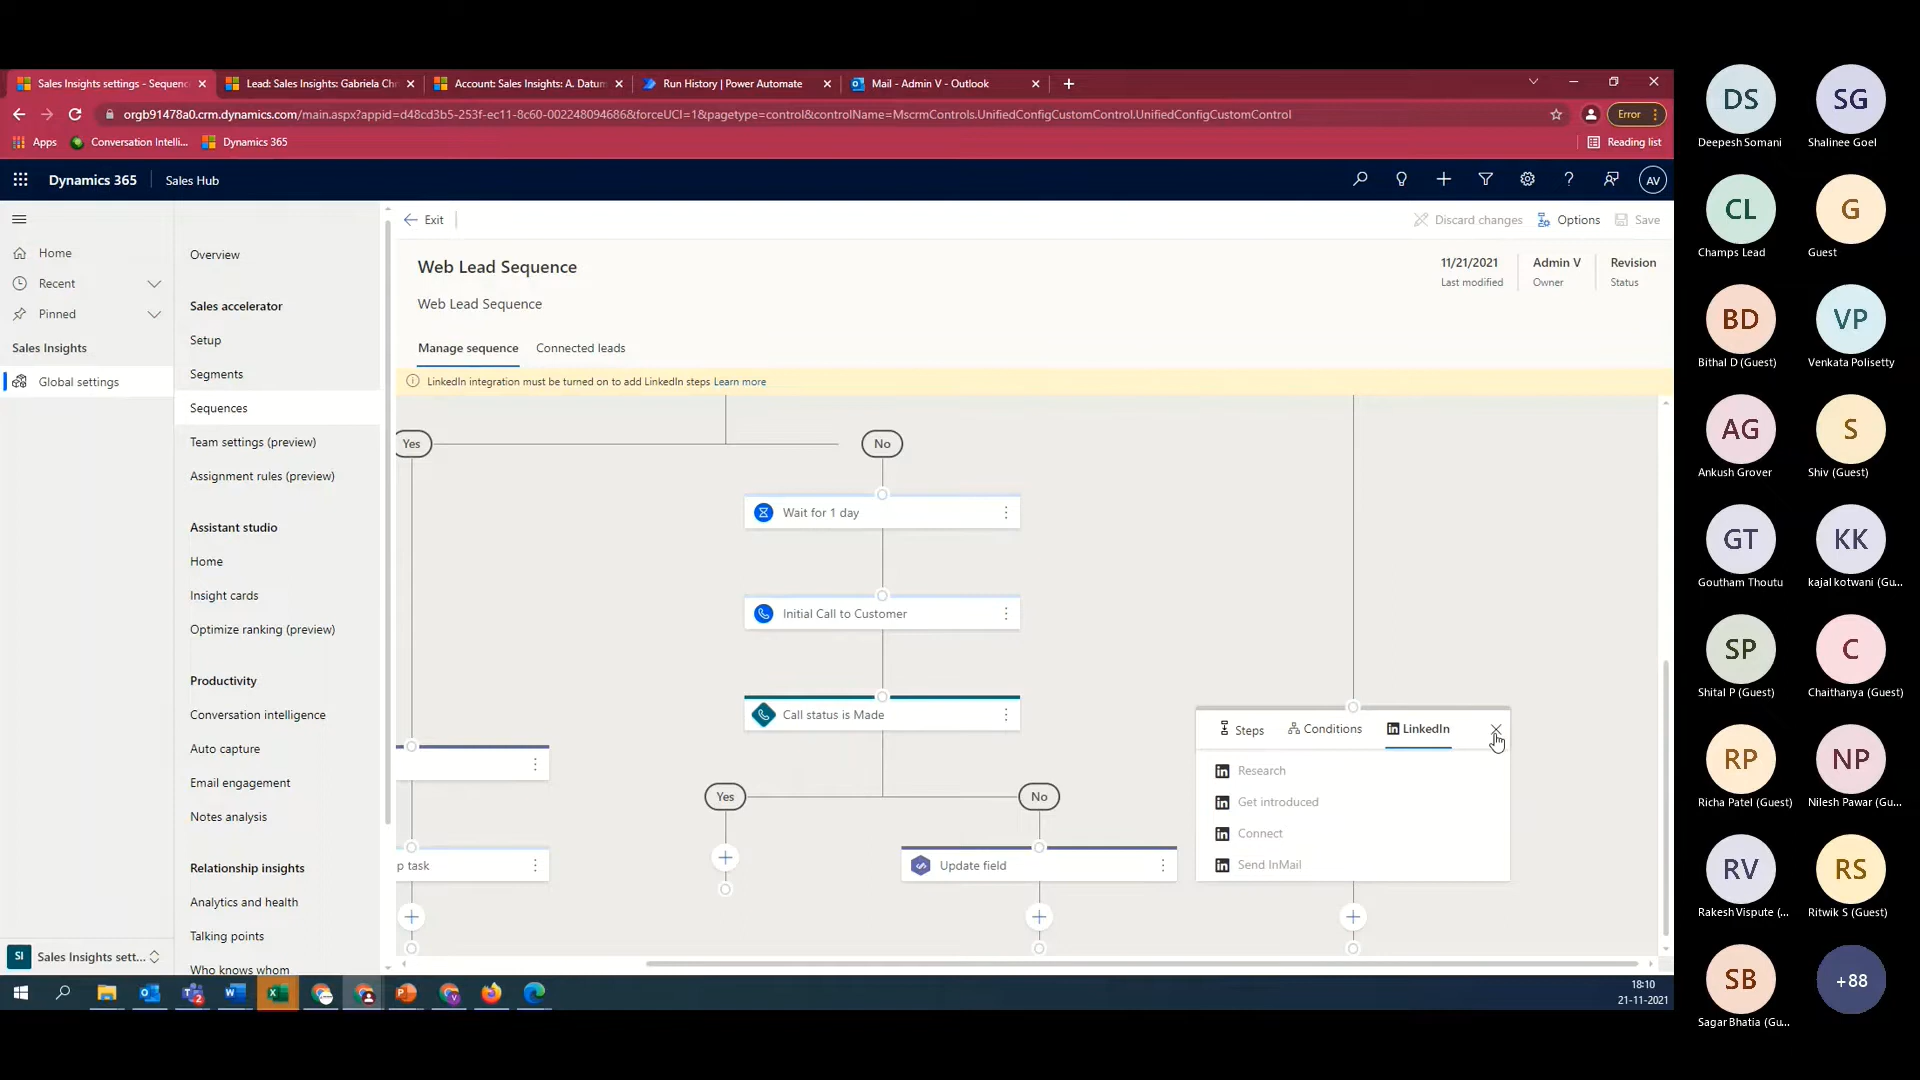 Sales Insights settings - Sequenc
Lead: Sales Insights: Gabriela Chr
Account: Sales Insights: A. Datum
Run History | Power Automate
Mail - Admin V - Outlook
orgb91478a0.crm.dynamics.com/main.aspx?appid=d48cd3b5-253f-ec11-8c60-002248094686&forceUCI=1&pagetype=control&controlName=MscrmControls.UnifiedConfigCustomControl.UnifiedConfigCustomControl
Error
Apps
Conversation Intelli...
Dynamics 365
Reading list
Dynamics 365
Sales Hub
AV
Home
Recent
Pinned
Sales Insights
Global settings
SI
Sales Insights sett...
Overview
Sales accelerator
Setup
Segments
Sequences
Team settings (preview)
Assignment rules (preview)
Assistant studio
Home
Insight cards
Optimize ranking (preview)
Productivity
Conversation intelligence
Auto capture
Email engagement
Notes analysis
Relationship insights
Analytics and health
Talking points
Who knows whom
Exit
Discard changes
Options
Save
Web Lead Sequence
Web Lead Sequence
11/21/2021
Last modified
Admin V
Owner
Revision
Status
Manage sequence
Connected leads
LinkedIn integration must be turned on to add LinkedIn steps Learn more
Yes
No
Wait for 1 day
Initial Call to Customer
Call status is Made
Yes
No
p task
Update field
Steps
Conditions
LinkedIn
Research
Get introduced
Connect
Send InMail
18:10
21-11-2021
DS
Deepesh Somani
SG
Shalinee Goel
CL
Champs Lead
G
Guest
BD
Bithal D (Guest)
VP
Venkata Polisetty
AG
Ankush Grover
S
Shiv (Guest)
GT
Goutham Thoutu
KK
kajal kotwani (Gu...
SP
Shital P (Guest)
C
Chaithanya (Guest)
RP
Richa Patel (Guest)
NP
Nilesh Pawar (Gu...
RV
Rakesh Vispute (...
RS
Ritwik S (Guest)
SB
Sagar Bhatia (Gu...
+88